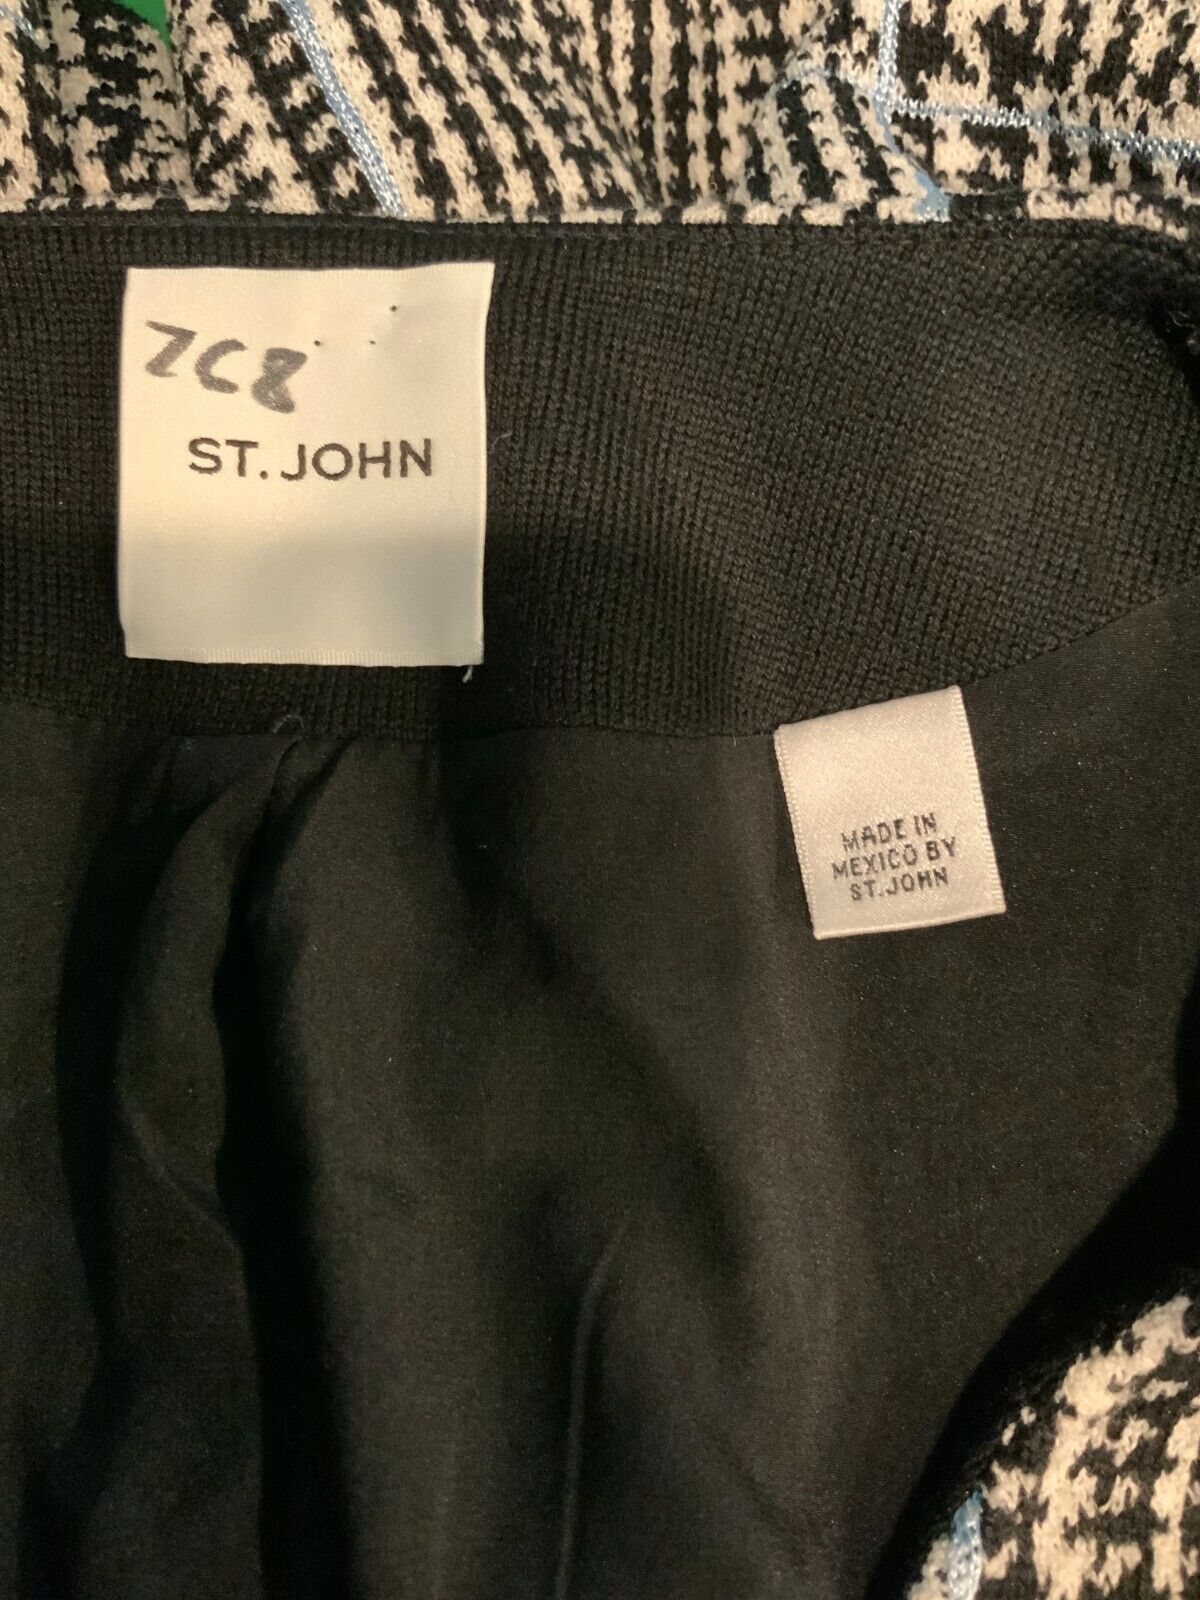 ZC8
ST. JOHN
MADE IN
MEXICO BY
ST. JOHN